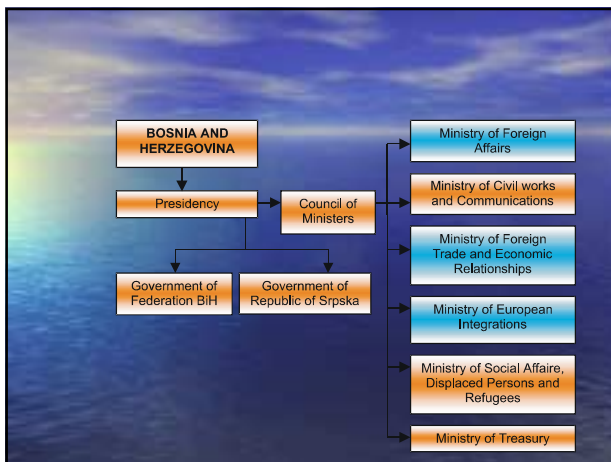 BOSNIA AND
HERZEGOVINA
Presidency
Council of
Ministers
Government of
Federation BiH
Government of
Republic of Srpska
Ministry of Foreign
Affairs
Ministry of Civil works
and Communications
Ministry of Foreign
Trade and Economic
Relationships
Ministry of European
Integrations
Ministry of Social Affaire,
Displaced Persons and
Refugees
Ministry of Treasury